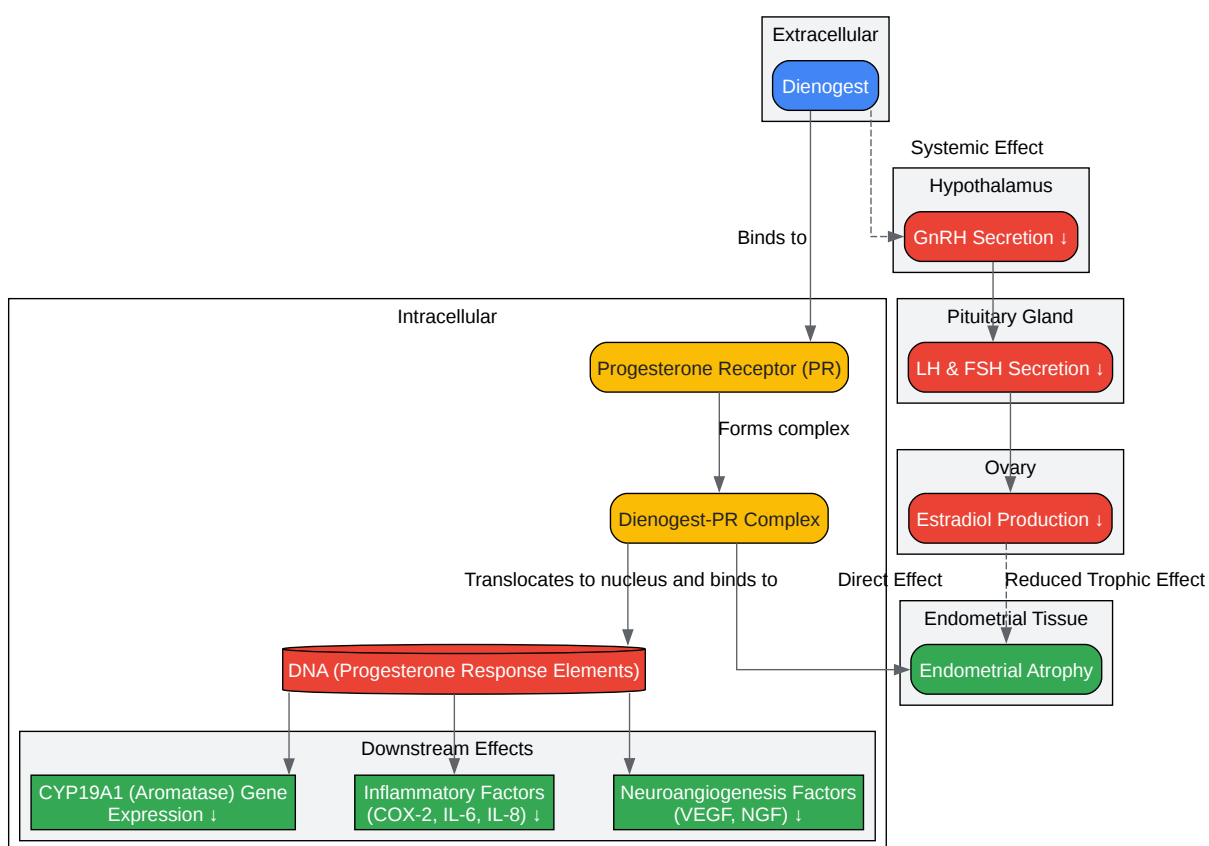 Extracellular
Dienogest
Systemic Effect
Hypothalamus
GnRH Secretion ↓
Binds to
Intracellular
Pituitary Gland
Progesterone Receptor (PR)
LH & FSH Secretion ↓
Forms complex
Ovary
Dienogest-PR Complex
Estradiol Production ↓
Translocates to nucleus and binds to
Direct Effect
Reduced Trophic Effect
Endometrial Tissue
DNA (Progesterone Response Elements)
Endometrial Atrophy
Downstream Effects
CYP19A1 (Aromatase) Gene
Expression ↓
Inflammatory Factors
(COX-2, IL-6, IL-8) ↓
Neuroangiogenesis Factors
(VEGF, NGF) ↓